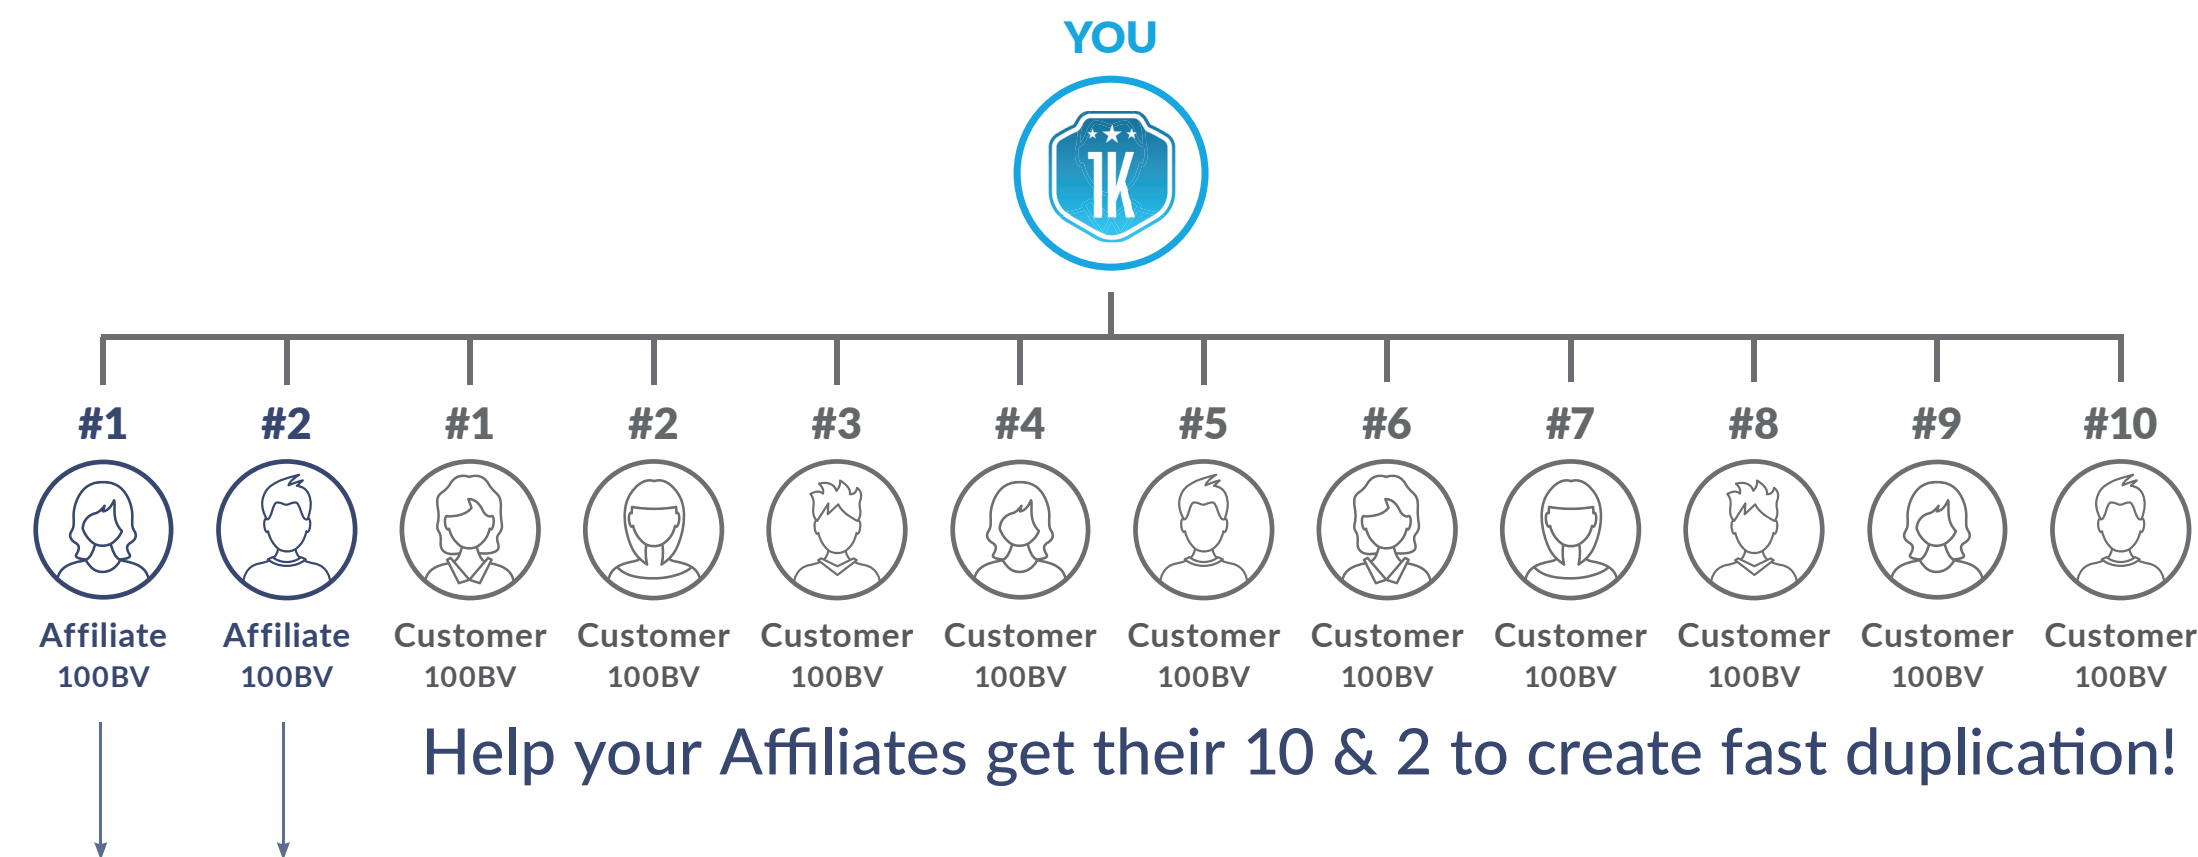 YOU
1K
#1 #2 #1 #2 #3 #4 #5 #6 #7 #8 #9 #10
Affiliate Affiliate Customer Customer Customer Customer Customer Customer Customer Customer Customer Customer
100BV 100BV 100BV 100BV 100BV 100BV 100BV 100BV 100BV 100BV 100BV 100BV
Help your Affiliates get their 10 & 2 to create fast duplication!